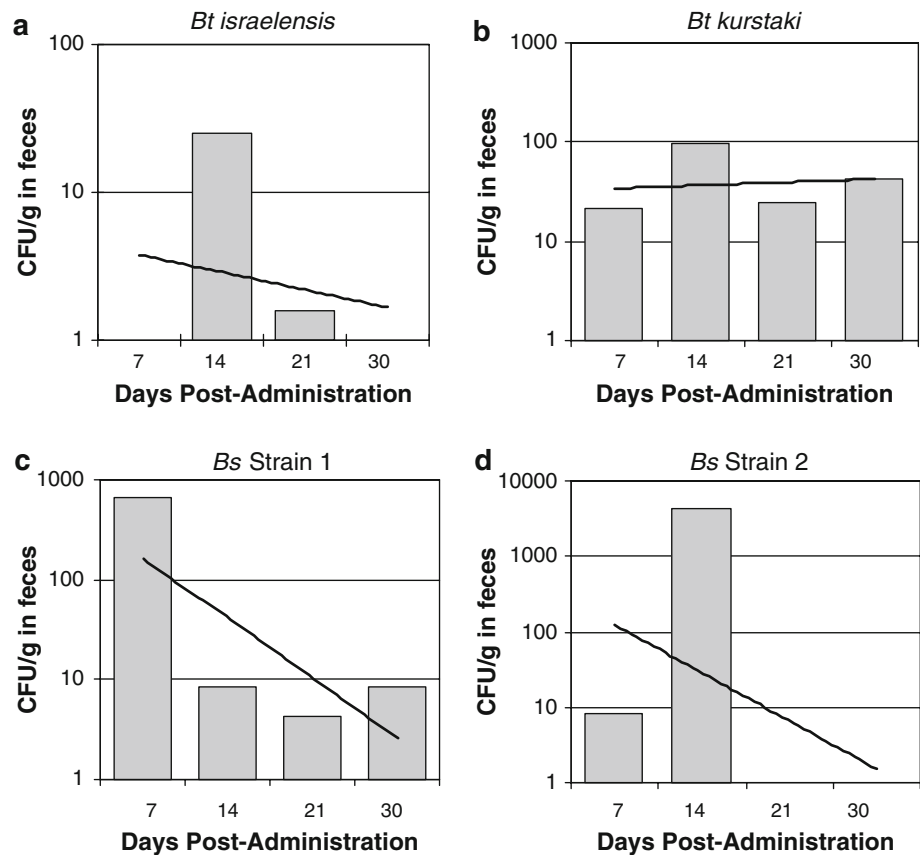 a
Bt israelensis
CFU/g in feces
100
10
1
7 14 21 30
Days Post-Administration
b
Bt kurstaki
CFU/g in feces
1000
100
10
1
7 14 21 30
Days Post-Administration
c
Bs Strain 1
CFU/g in feces
1000
100
10
1
7 14 21 30
Days Post-Administration
d
Bs Strain 2
CFU/g in feces
10000
1000
100
10
1
7 14 21 30
Days Post-Administration